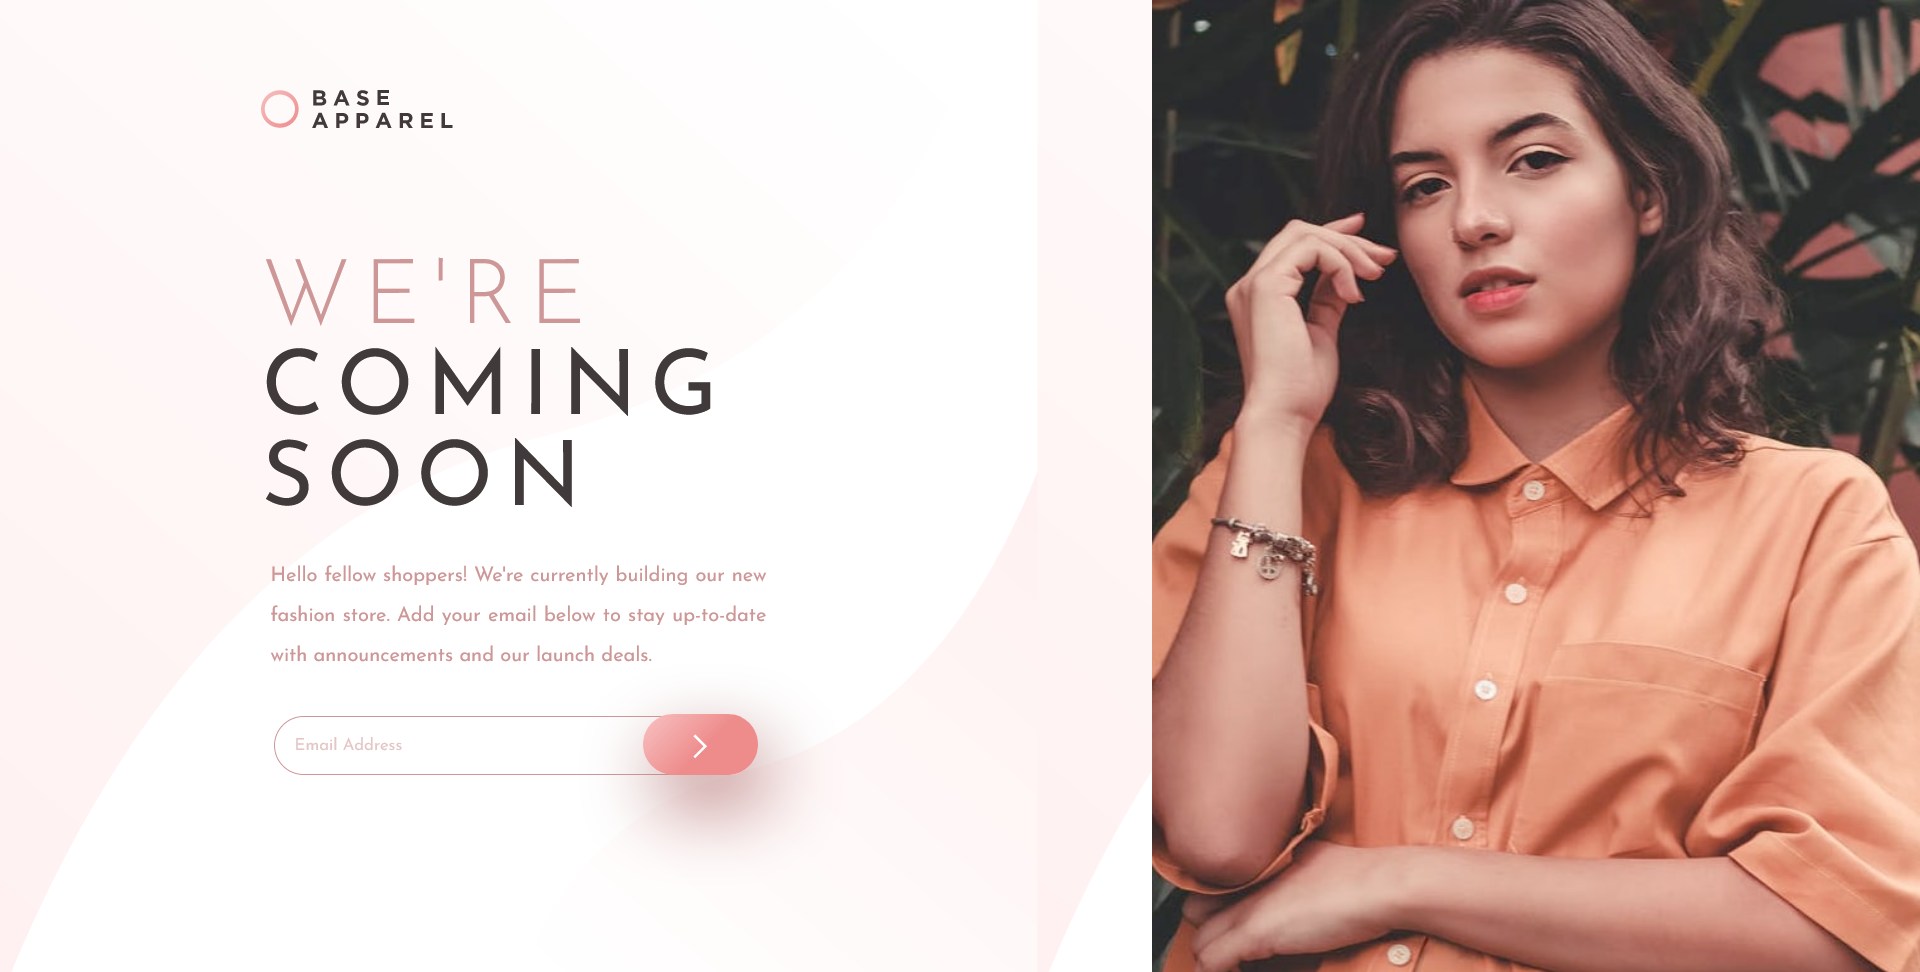 BASE
APPAREL
WE'RE
COMING
SOON
Hello fellow shoppers! We're currently building our new
fashion store. Add your email below to stay up-to-date
with announcements and our launch deals.
Email Address